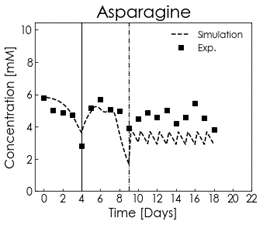 Asparagine
Simulation
Exp.
Concentration [mM]
10
8
6
4
2
0
0 2 4 6 8 10 12 14 16 18 20 22
Time [Days]